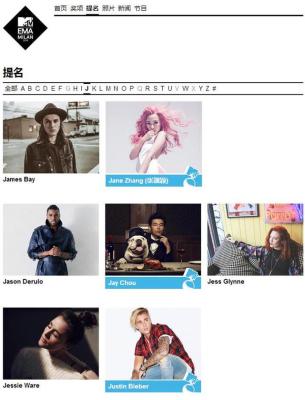 首页 奖项 提名 照片 新闻 节目
MTV
EMA
MILAN
提名
全部 A B C D E F G H I J K L M N O P Q R S T U V W X Y Z #
James Bay
Jane Zhang (张靓颖)
Jason Derulo
Jay Chou
Jess Glynne
Jessie Ware
Justin Bieber